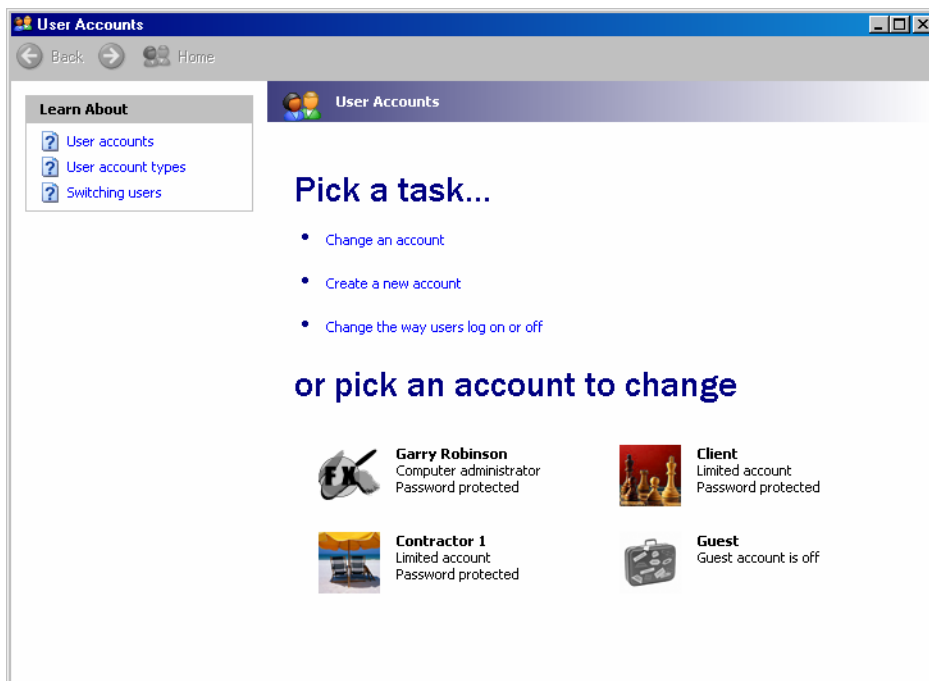 User Accounts
Back
Home
Learn About
User accounts
User account types
Switching users
User Accounts
Pick a task...
Change an account
Create a new account
Change the way users log on or off
or pick an account to change
FX
Garry Robinson
Computer administrator
Password protected
Client
Limited account
Password protected
Contractor 1
Limited account
Password protected
Guest
Guest account is off